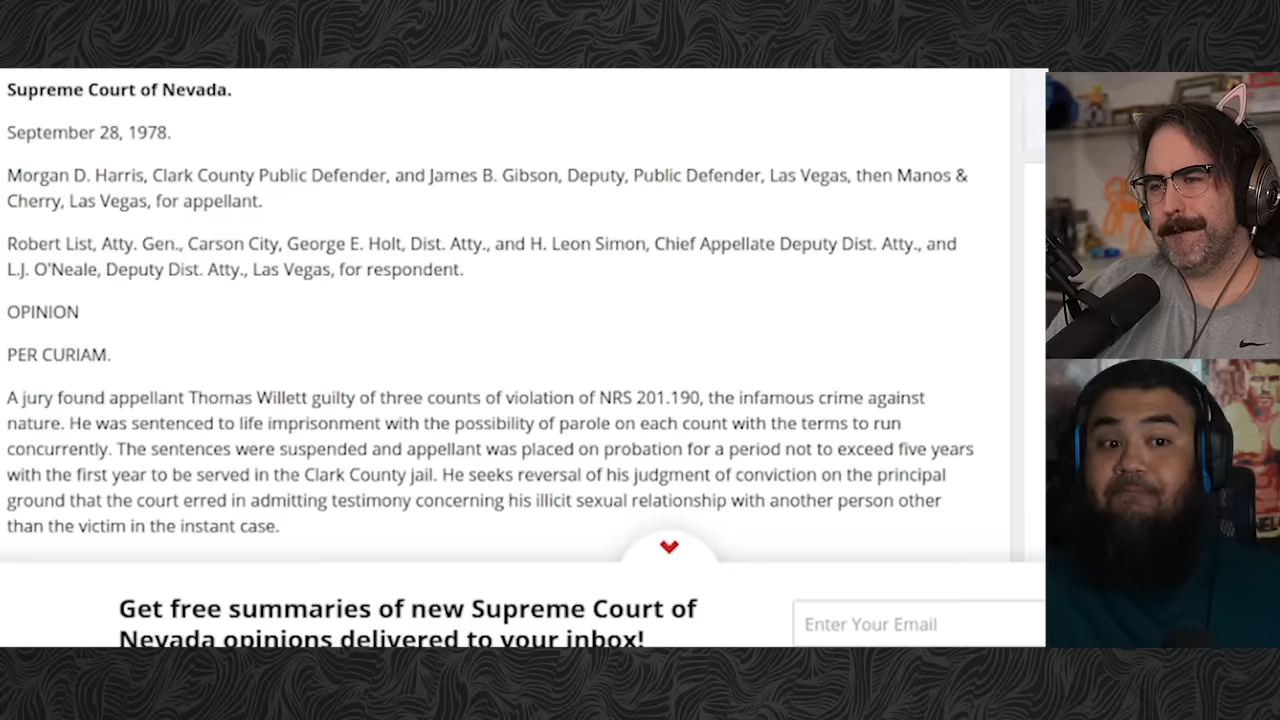 Supreme Court of Nevada.
September 28, 1978.
Morgan D. Harris, Clark County Public Defender, and James B. Gibson, Deputy, Public Defender, Las Vegas, then Manos &
Cherry, Las Vegas, for appellant.
Robert List, Atty. Gen., Carson City, George E. Holt, Dist. Atty., and H. Leon Simon, Chief Appellate Deputy Dist. Atty., and
L.J. O'Neale, Deputy Dist. Atty., Las Vegas, for respondent.
OPINION
PER CURIAM.
A jury found appellant Thomas Willett guilty of three counts of violation of NRS 201.190, the infamous crime against
nature. He was sentenced to life imprisonment with the possibility of parole on each count with the terms to run
concurrently. The sentences were suspended and appellant was placed on probation for a period not to exceed five years
with the first year to be served in the Clark County jail. He seeks reversal of his judgment of conviction on the principal
ground that the court erred in admitting testimony concerning his illicit sexual relationship with another person other
than the victim in the instant case.
Get free summaries of new Supreme Court of
Nevada opinions delivered to your inbox!
Enter Your Email